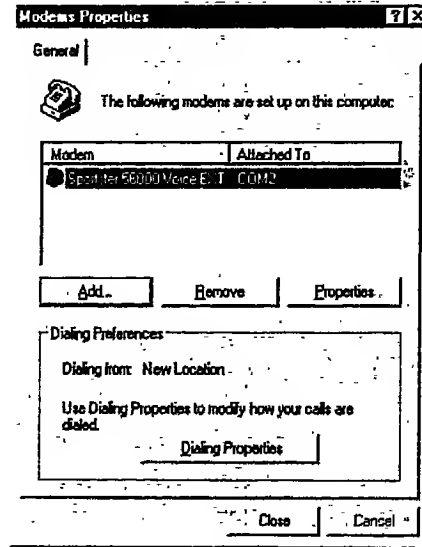 Modems Properties
General
The following modems are set up on this computer:
Modem Attached To
Sportster 56000 Voice EXT COM2
Add... Remove Properties
Dialing Preferences
Dialing from: New Location
Use Dialing Properties to modify how your calls are
dialed.
Dialing Properties
Close Cancel